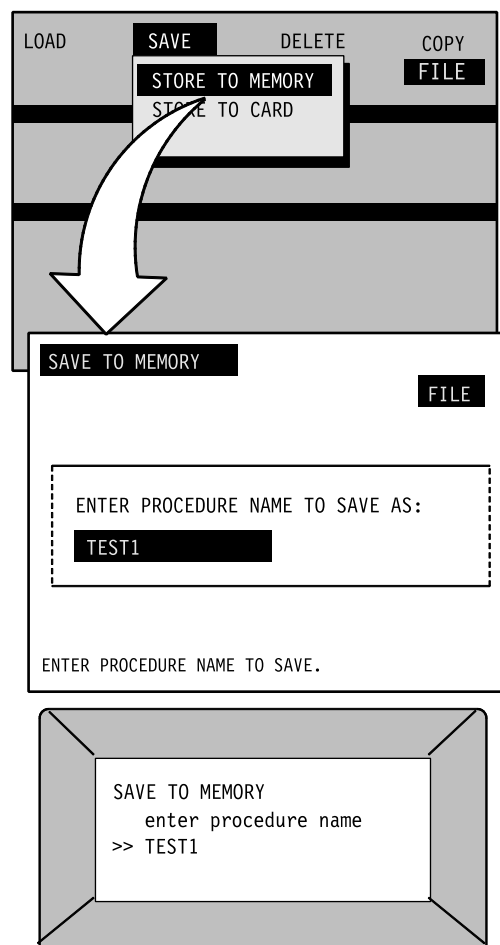 LOAD SAVE DELETE COPY
FILE
STORE TO MEMORY
STORE TO CARD
SAVE TO MEMORY
FILE
ENTER PROCEDURE NAME TO SAVE AS:
TEST1
ENTER PROCEDURE NAME TO SAVE.
SAVE TO MEMORY
enter procedure name
>> TEST1